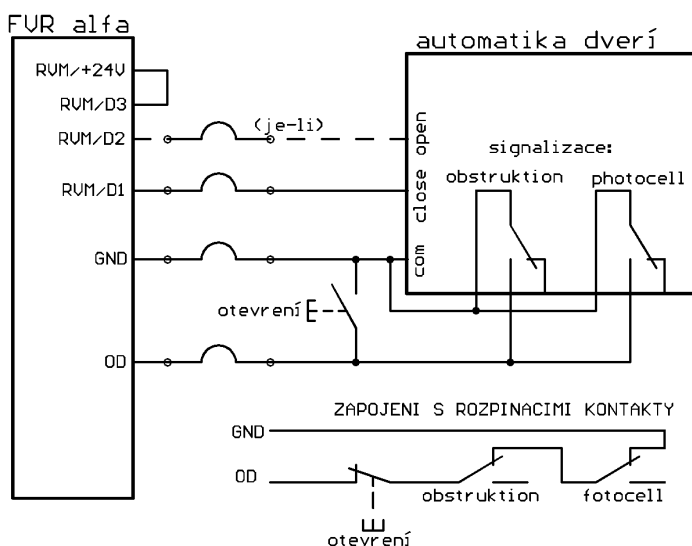 FVR alfa
automatika dverí
RVM/+24V
RVM/D3
RVM/D2
(je-li)
open
signalizace:
obstruktion
photocell
RVM/D1
close
GND
com
otevrení
OD
ZAPOJENI S ROZPINACIMI KONTAKTY
GND
OD
obstruktion
fotocell
otevrení